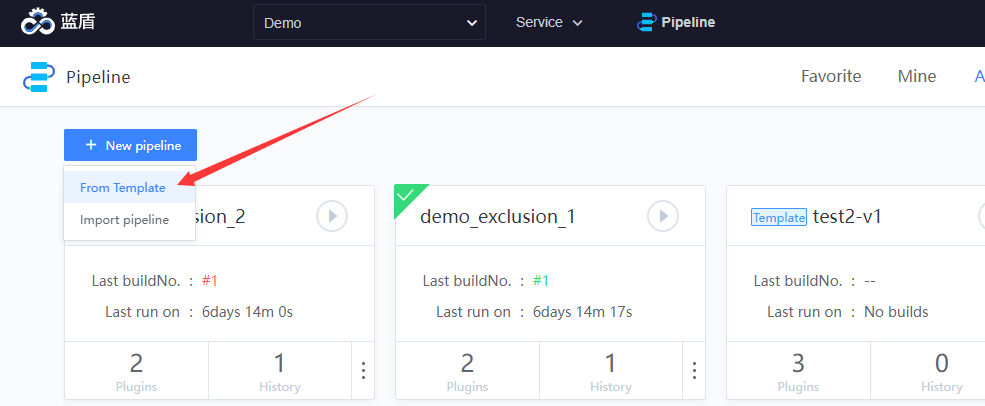 蓝盾 Demo Service Pipeline
Pipeline Favorite Mine A
+ New pipeline
From Template
Import pipeline
sion_2 demo_exclusion_1 Template test2-v1
Last buildNo. : #1 Last buildNo. : #1 Last buildNo. : --
Last run on : 6days 14m 0s Last run on : 6days 14m 17s Last run on : No builds
2 1 2 1 3 0
Plugins History Plugins History Plugins History